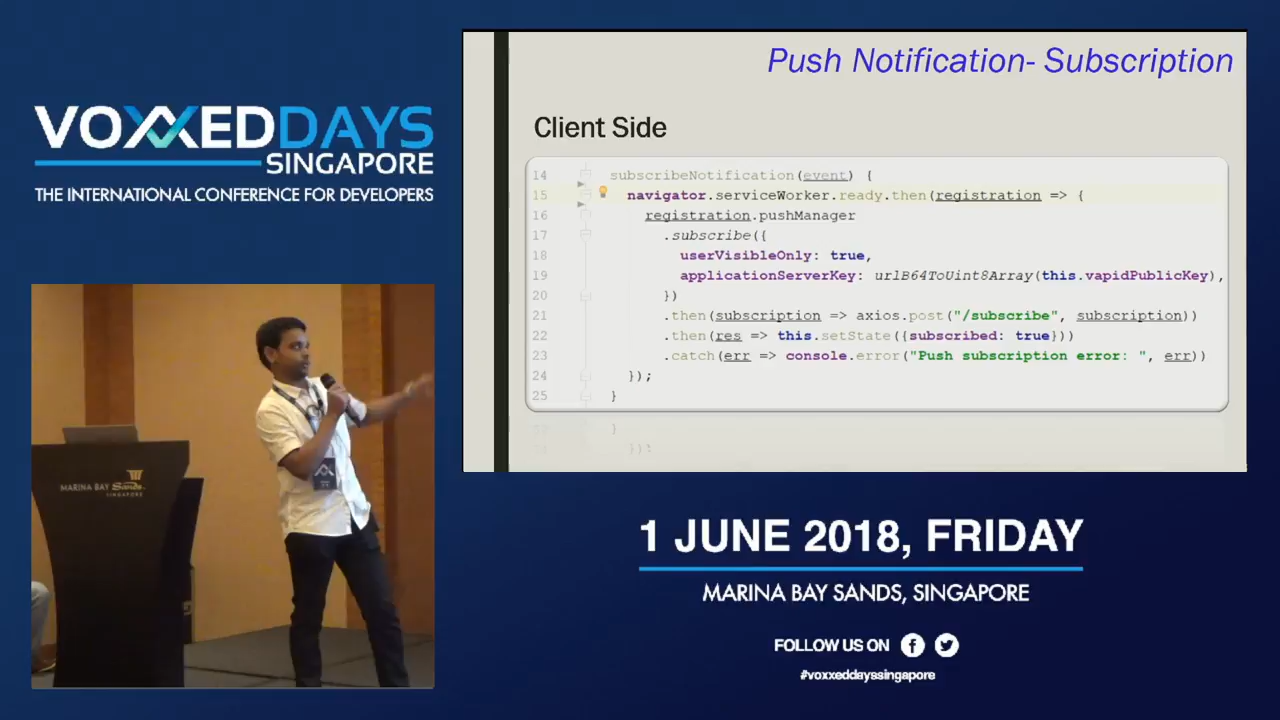 VOXXEDDAYS
SINGAPORE
THE INTERNATIONAL CONFERENCE FOR DEVELOPERS
MARINA BAY Sands
SINGAPORE
Push Notification- Subscription
Client Side
14 subscribeNotification(event) {
15 navigator.serviceWorker.ready.then(registration => {
16 registration.pushManager
17 .subscribe({
18 userVisibleOnly: true,
19 applicationServerKey: urlB64ToUint8Array(this.vapidPublicKey),
20 })
21 .then(subscription => axios.post("/subscribe", subscription))
22 .then(res => this.setState({subscribed: true}))
23 .catch(err => console.error("Push subscription error: ", err))
24 });
25 }
1 JUNE 2018, FRIDAY
MARINA BAY SANDS, SINGAPORE
FOLLOW US ON
#voxxeddayssingapore